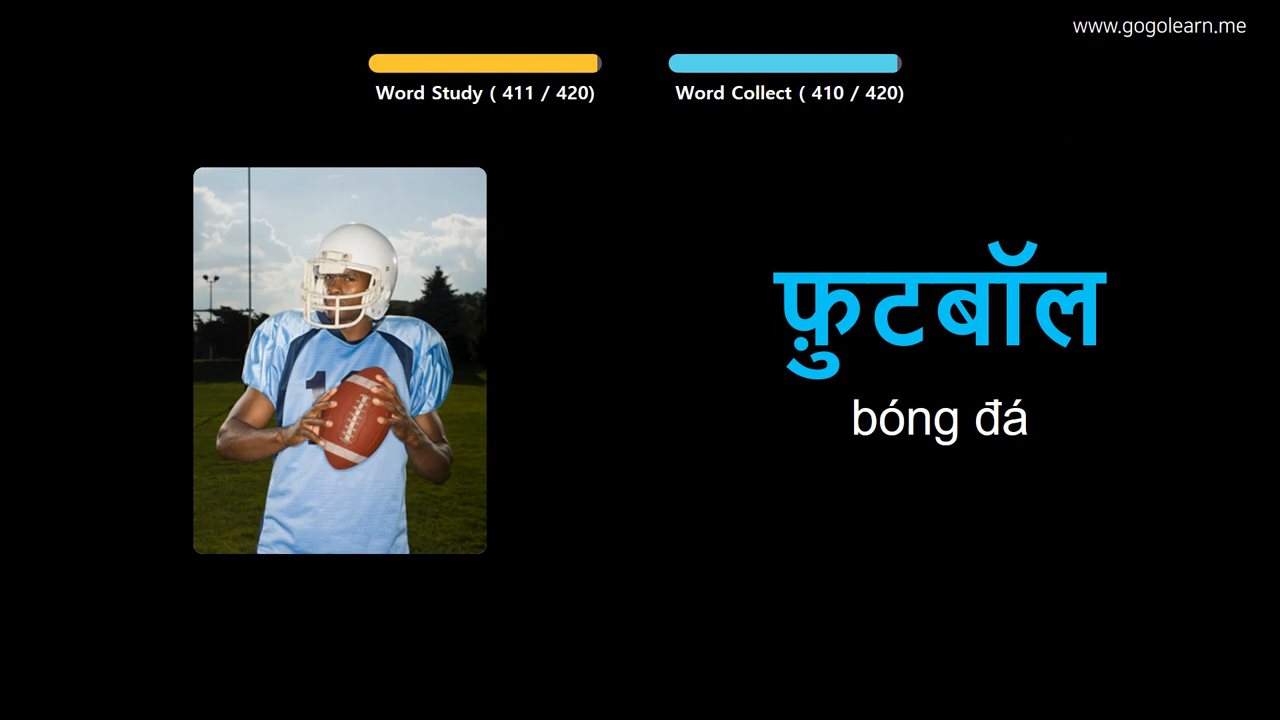 www.gogolearn.me
Word Study ( 411 / 420)
Word Collect ( 410 / 420)
फ़ुटबॉल
bóng đá